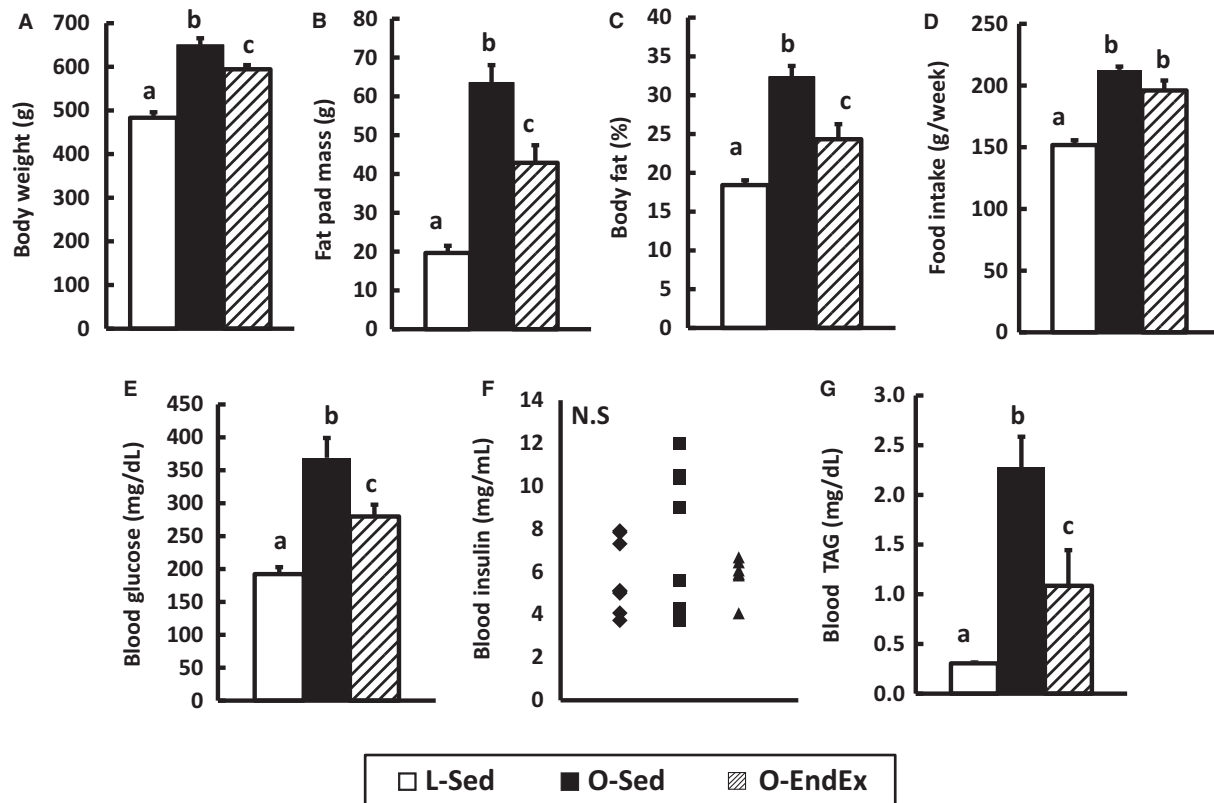 A
Body weight (g)
700
600
500
400
300
200
100
0
a
b
c
B
Fat pad mass (g)
80
70
60
50
40
30
20
10
0
a
b
c
C
Body fat (%)
40
35
30
25
20
15
10
5
0
a
b
c
D
Food intake (g/week)
250
200
150
100
50
0
a
b
b
E
Blood glucose (mg/dL)
450
400
350
300
250
200
150
100
50
0
a
b
c
F
Blood insulin (mg/mL)
14
12
10
8
6
4
2
0
N.S
G
Blood TAG (mg/dL)
3.0
2.5
2.0
1.5
1.0
0.5
0.0
a
b
c
L-Sed O-Sed O-EndEx